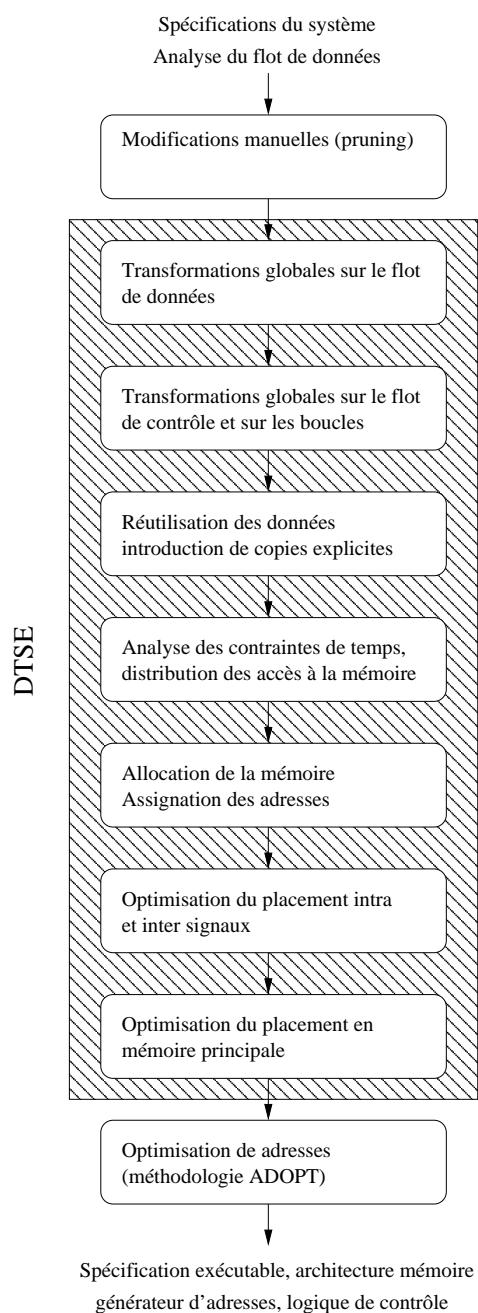 Spécifications du système
Analyse du flot de données
Modifications manuelles (pruning)
Transformations globales sur le flot
de données
Transformations globales sur le flot
de contrôle et sur les boucles
Réutilisation des données
introduction de copies explicites
Analyse des contraintes de temps,
distribution des accès à la mémoire
DTSE
Allocation de la mémoire
Assignation des adresses
Optimisation du placement intra
et inter signaux
Optimisation du placement en
mémoire principale
Optimisation de adresses
(méthodologie ADOPT)
Spécification exécutable, architecture mémoire
générateur d'adresses, logique de contrôle